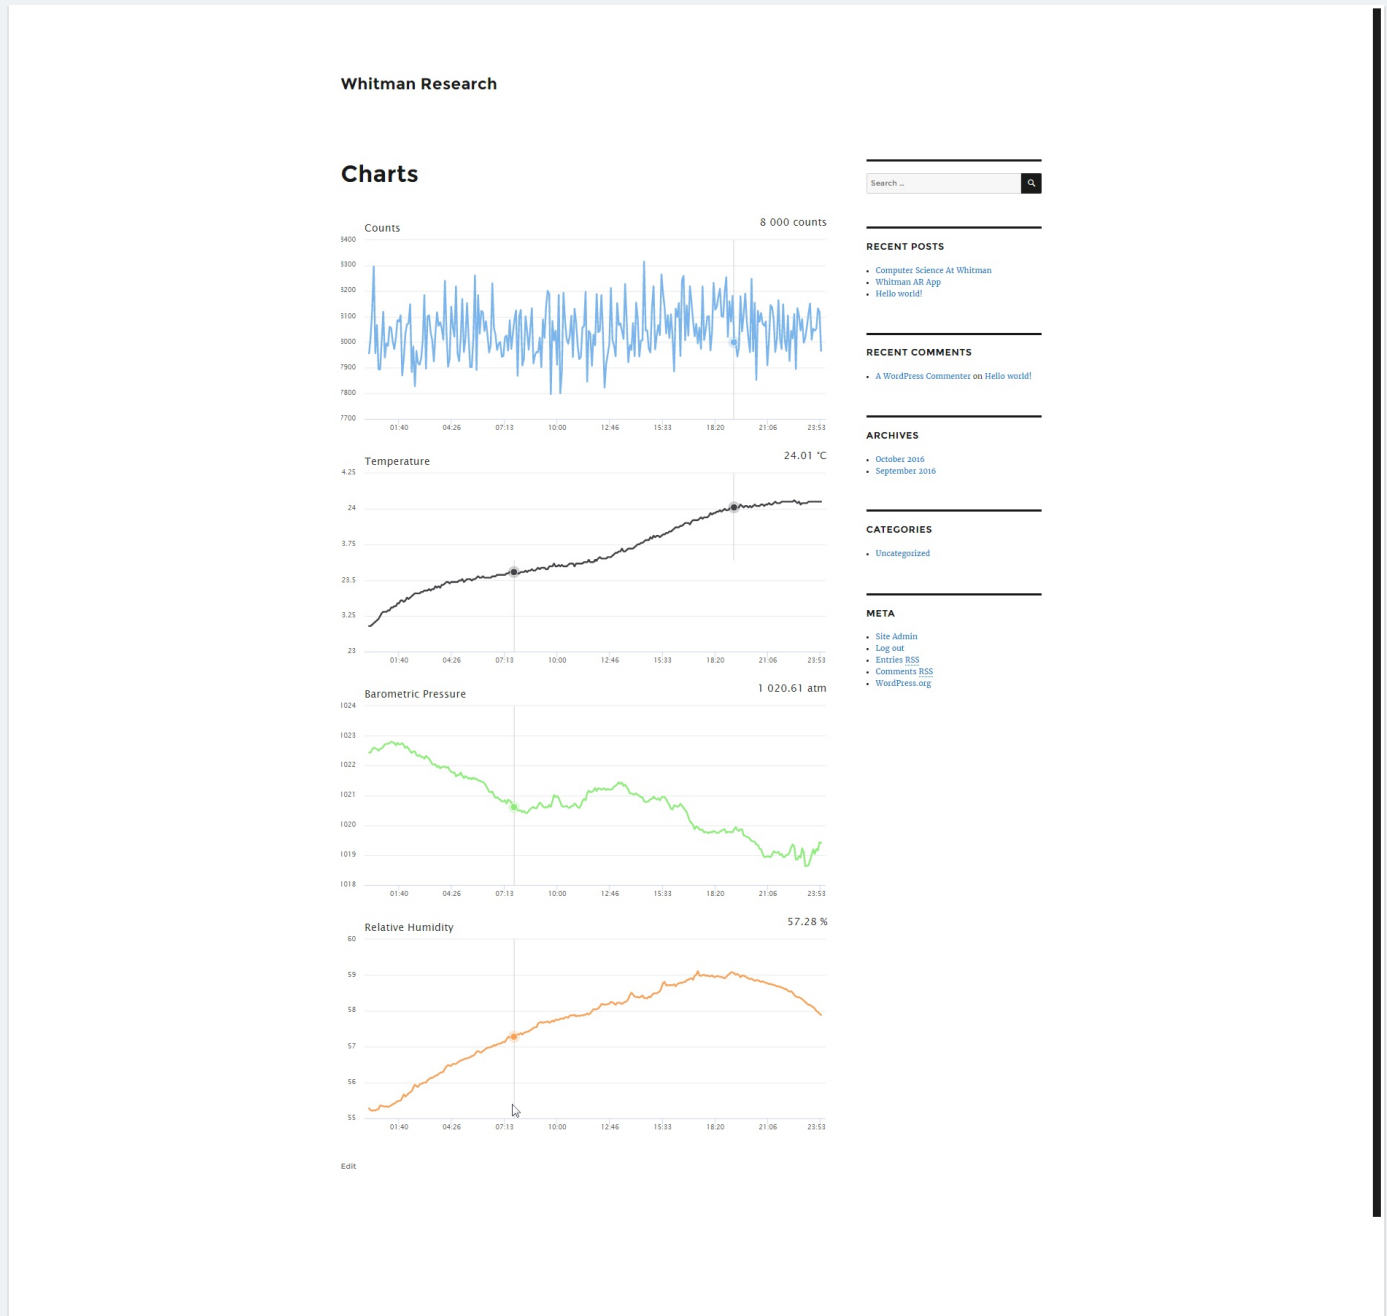 Whitman Research
Charts
Counts
8 000 counts
3400
3300
3200
3100
3000
7900
7800
7700
01:40 04:26 07:13 10:00 12:46 15:33 18:20 21:06 23:53
Temperature
24.01 °C
4.25
24
3.75
23.5
3.25
23
01:40 04:26 07:13 10:00 12:46 15:33 18:20 21:06 23:53
Barometric Pressure
1 020.61 atm
1024
1023
1022
1021
1020
1019
1018
01:40 04:26 07:13 10:00 12:46 15:33 18:20 21:06 23:53
Relative Humidity
57.28 %
60
59
58
57
56
55
01:40 04:26 07:13 10:00 12:46 15:33 18:20 21:06 23:53
Edit
Search …
RECENT POSTS
Computer Science At Whitman
Whitman AR App
Hello world!
RECENT COMMENTS
A WordPress Commenter on Hello world!
ARCHIVES
October 2016
September 2016
CATEGORIES
Uncategorized
META
Site Admin
Log out
Entries RSS
Comments RSS
WordPress.org